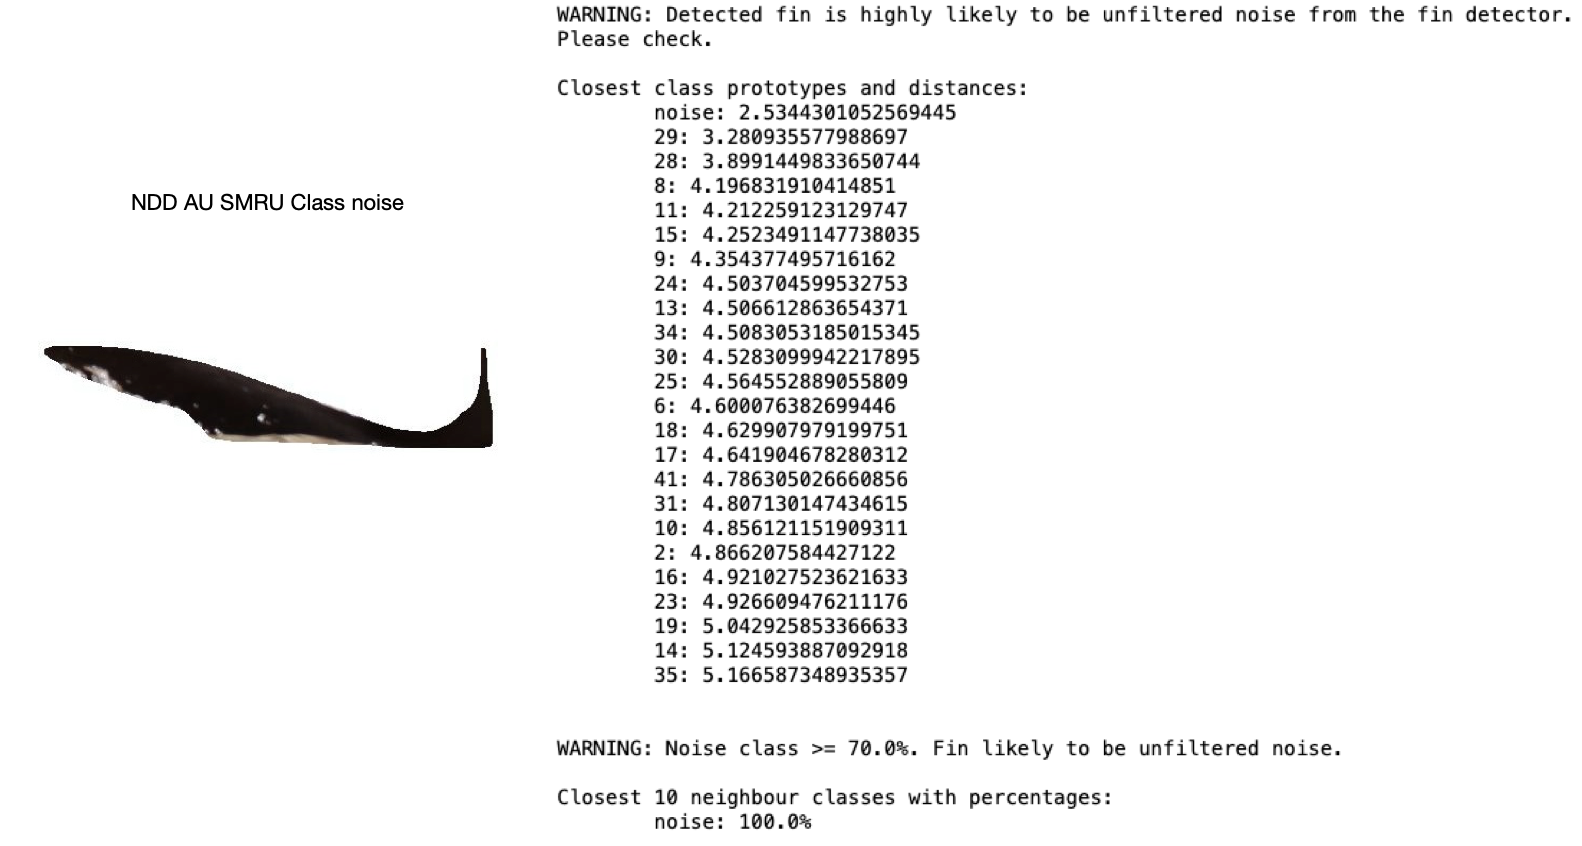 WARNING: Detected fin is highly likely to be unfiltered noise from the fin detector.
Please check.
Closest class prototypes and distances:
noise: 2.5344301052569445
29: 3.280935577988697
28: 3.8991449833650744
8: 4.196831910414851
11: 4.212259123129747
15: 4.2523491147738035
9: 4.354377495716162
24: 4.503704599532753
13: 4.506612863654371
34: 4.5083053185015345
30: 4.5283099942217895
25: 4.564552889055809
6: 4.600076382699446
18: 4.629907979199751
17: 4.641904678280312
41: 4.786305026660856
31: 4.807130147434615
10: 4.856121151909311
2: 4.866207584427122
16: 4.921027523621633
23: 4.926609476211176
19: 5.042925853366633
14: 5.124593887092918
35: 5.166587348935357
WARNING: Noise class >= 70.0%. Fin likely to be unfiltered noise.
Closest 10 neighbour classes with percentages:
noise: 100.0%
NDD AU SMRU Class noise